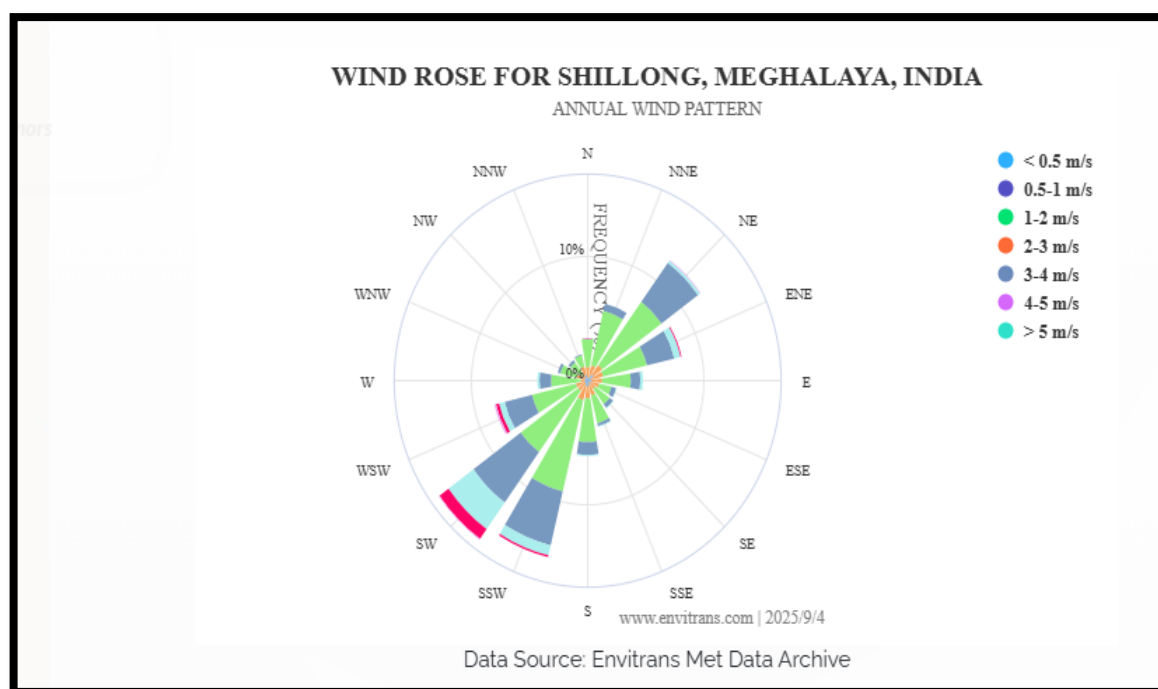 WIND ROSE FOR SHILLONG, MEGHALAYA, INDIA
ANNUAL WIND PATTERN
N
NNE
NE
ENE
E
ESE
SE
SSE
S
SSW
SW
WSW
W
WNW
NW
NNW
10%
0%
FREQUENCY
< 0.5 m/s
0.5-1 m/s
1-2 m/s
2-3 m/s
3-4 m/s
4-5 m/s
> 5 m/s
www.envitrans.com | 2025/9/4
Data Source: Envitrans Met Data Archive